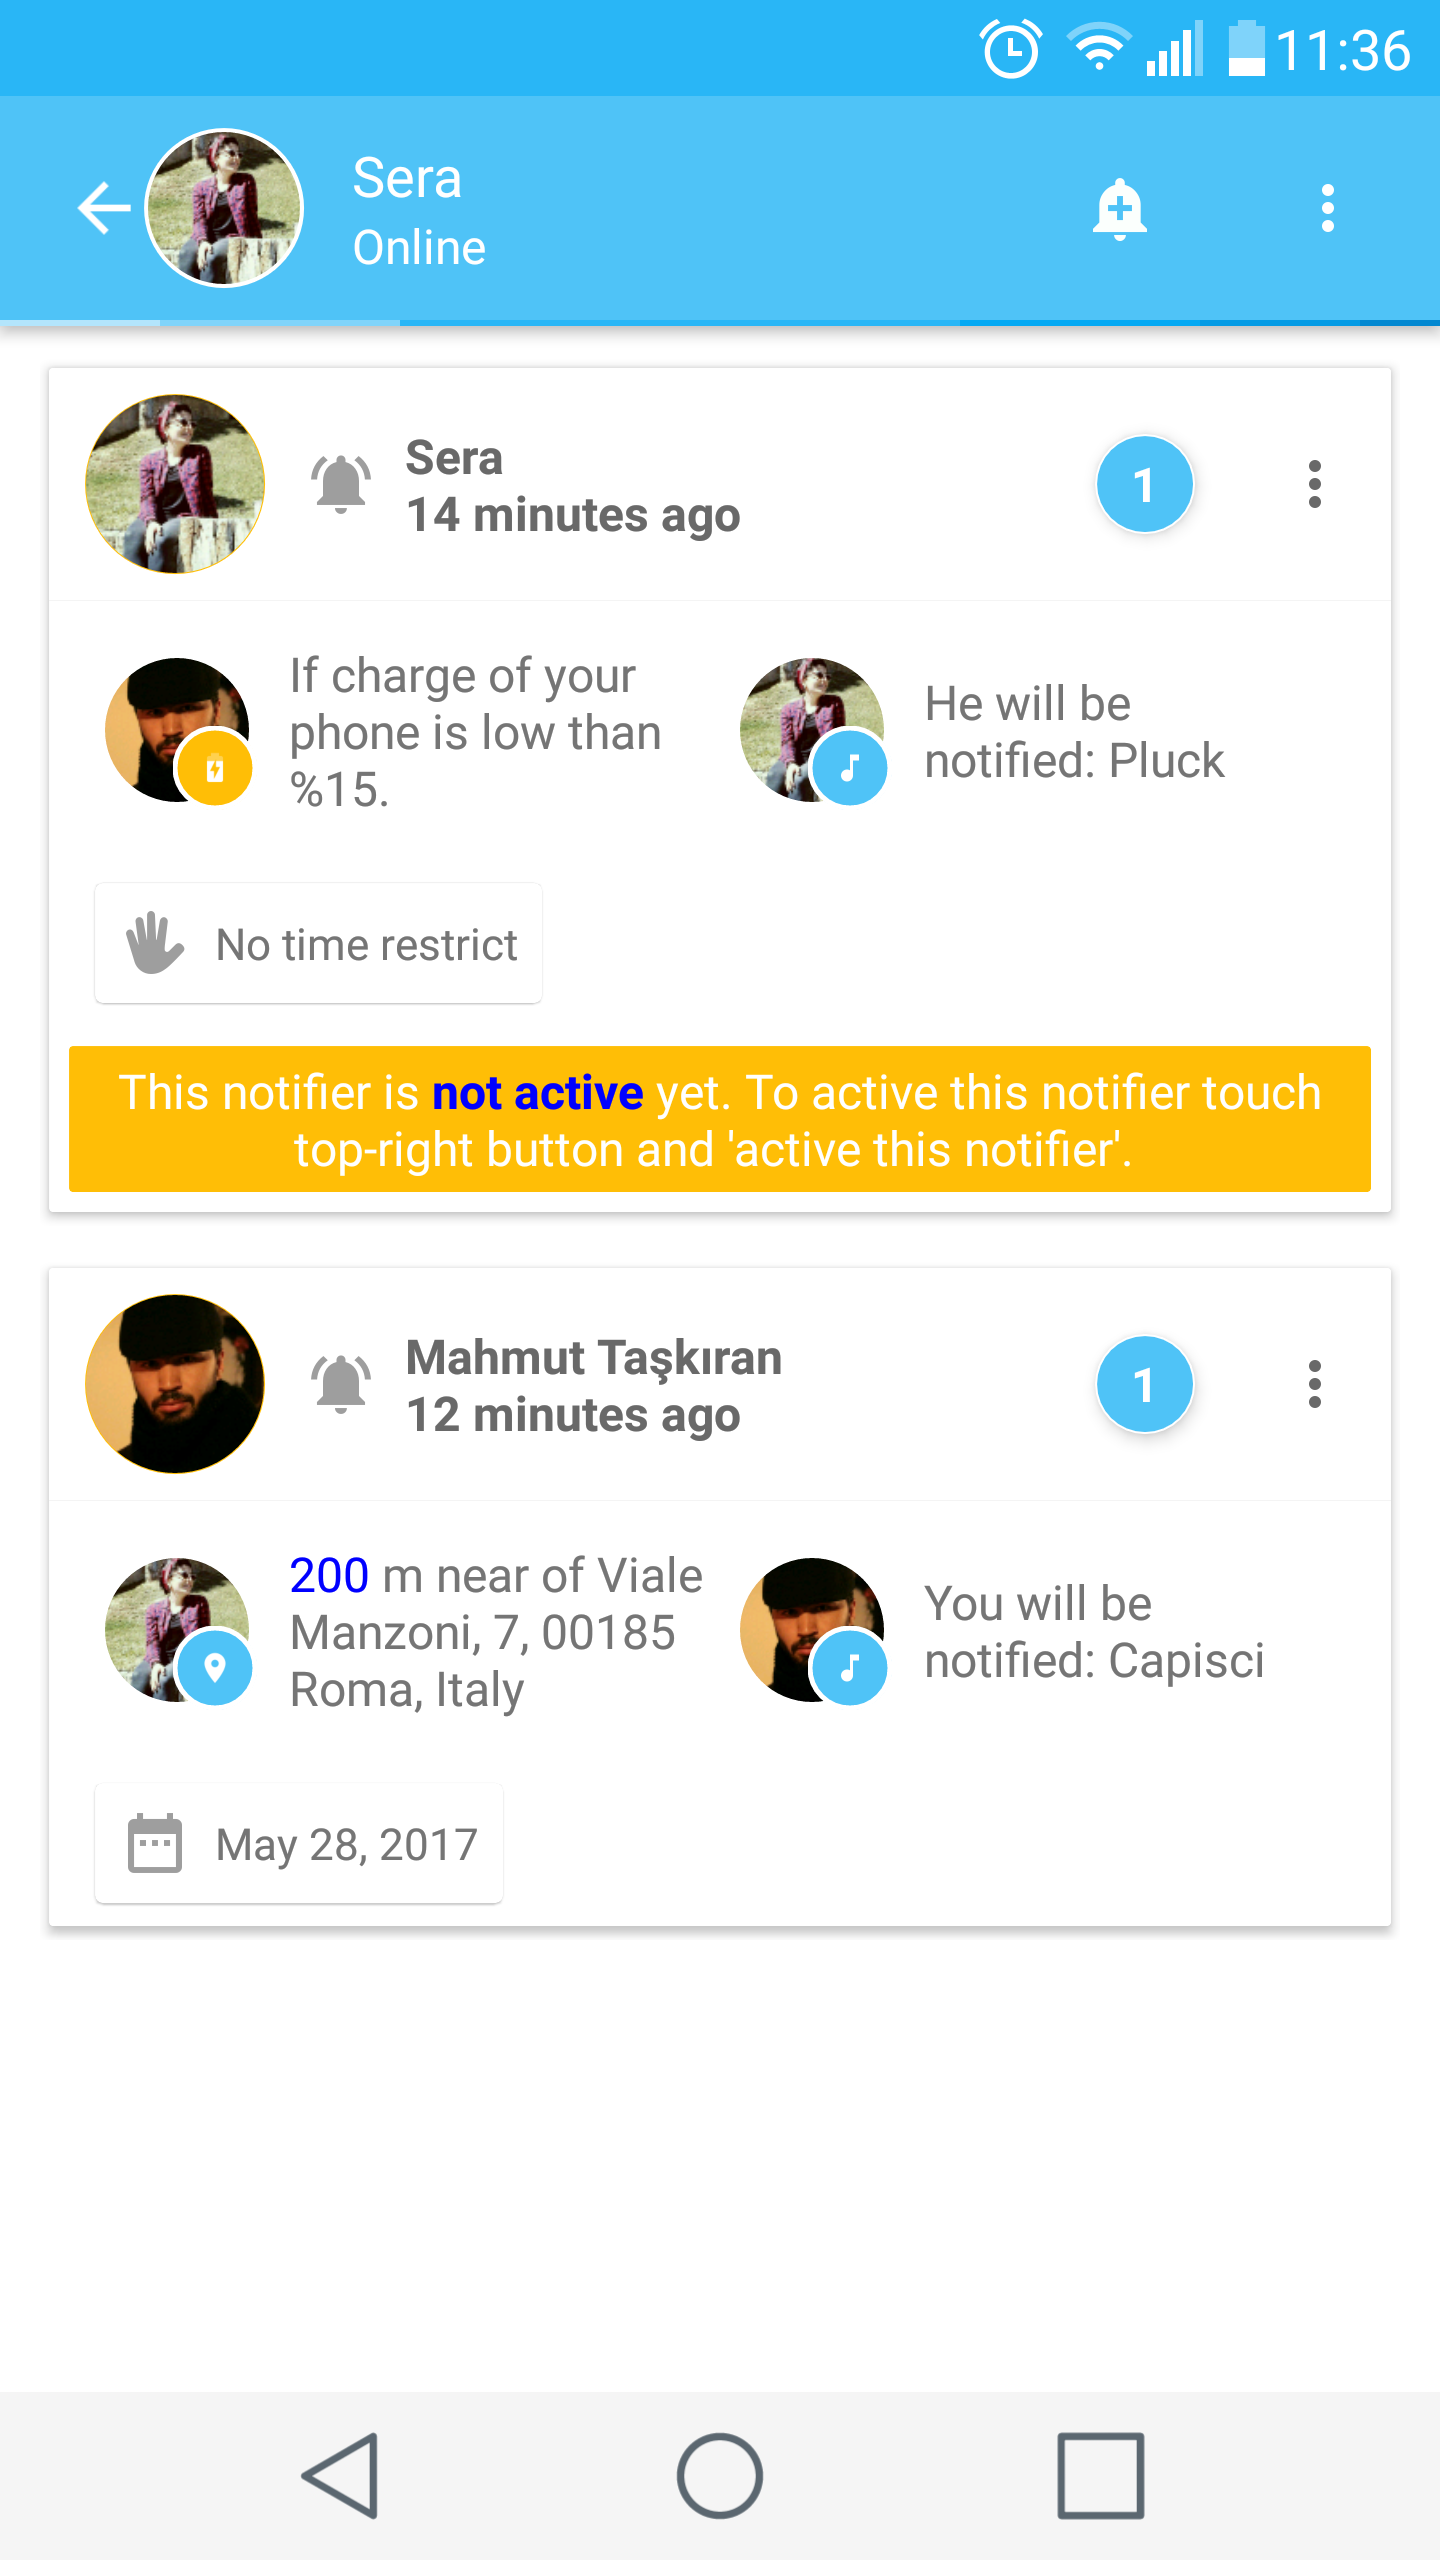 11:36
Sera
Online
Sera
14 minutes ago
1
If charge of your
phone is low than
%15.
He will be
notified: Pluck
No time restrict
This notifier is not active yet. To active this notifier touch
top-right button and 'active this notifier'.
Mahmut Taşkıran
12 minutes ago
1
200 m near of Viale
Manzoni, 7, 00185
Roma, Italy
You will be
notified: Capisci
May 28, 2017